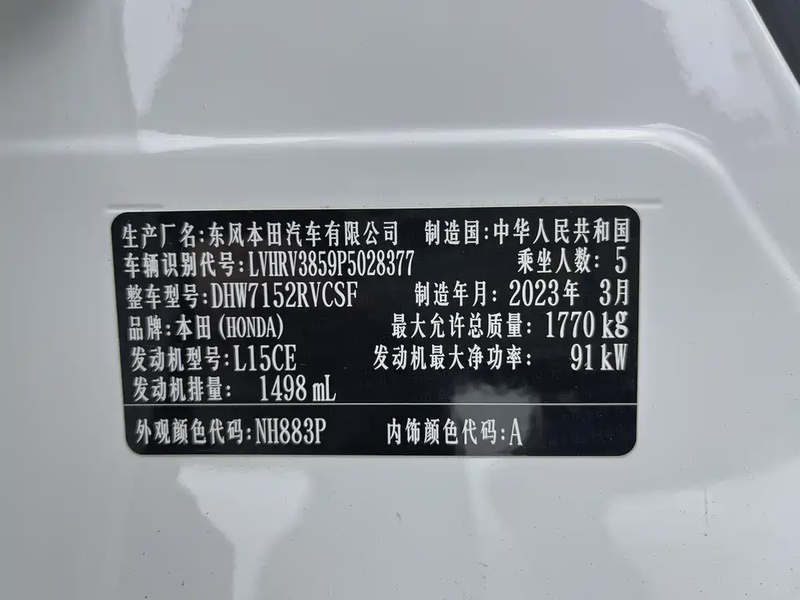 生产厂名:东风本田汽车有限公司 制造国:中华人民共和国
车辆识别代号:LVHRV3859P5028377 乘坐人数: 5
整车型号:DHW7152RVCSF 制造年月: 2023年 3月
品牌:本田(HONDA) 最大允许总质量: 1770 kg
发动机型号:L15CE 发动机最大净功率: 91 kW
发动机排量: 1498 mL
外观颜色代码:NH883P 内饰颜色代码:A